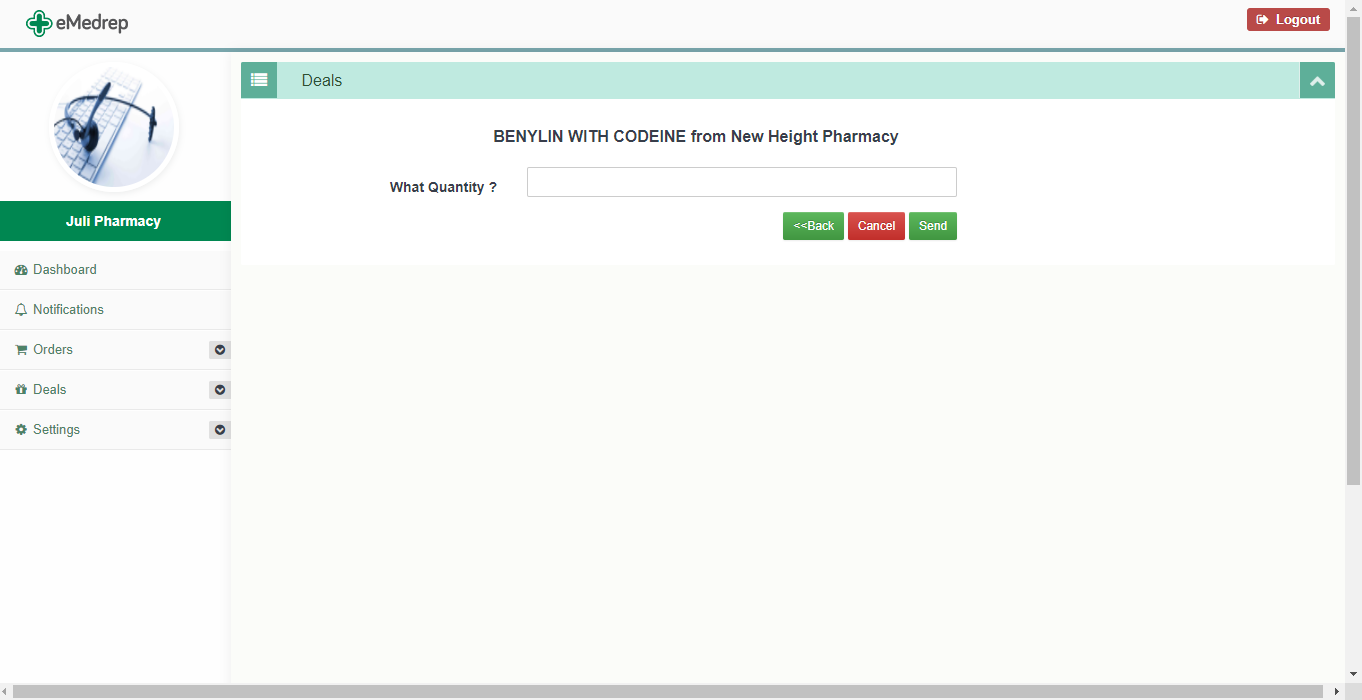 eMedrep
Logout
Deals
BENYLIN WITH CODEINE from New Height Pharmacy
What Quantity ?
<<Back Cancel Send
Juli Pharmacy
Dashboard
Notifications
Orders
Deals
Settings